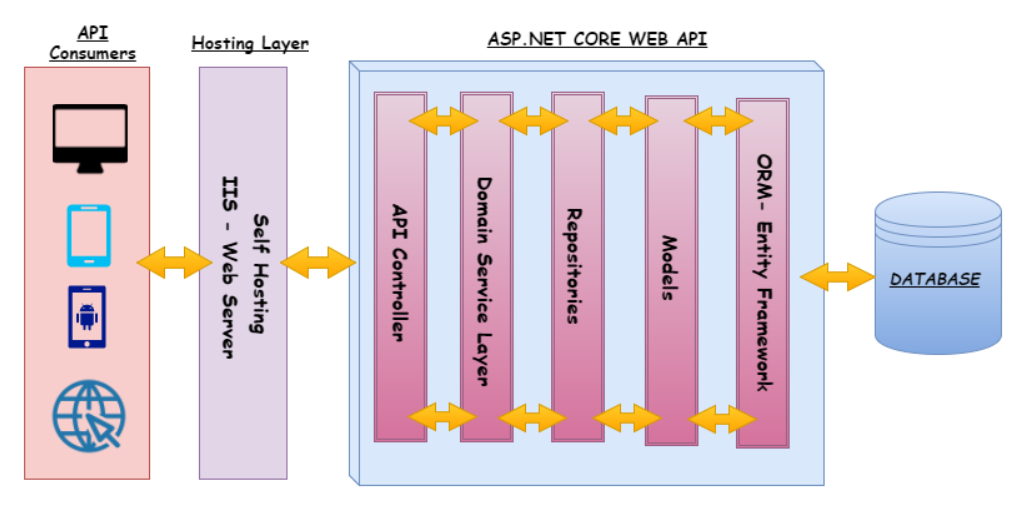 API
Consumers
Hosting Layer
ASP.NET CORE WEB API
Self Hosting
IIS - Web Server
API Controller
Domain Service Layer
Repositories
Models
ORM- Entity Framework
DATABASE